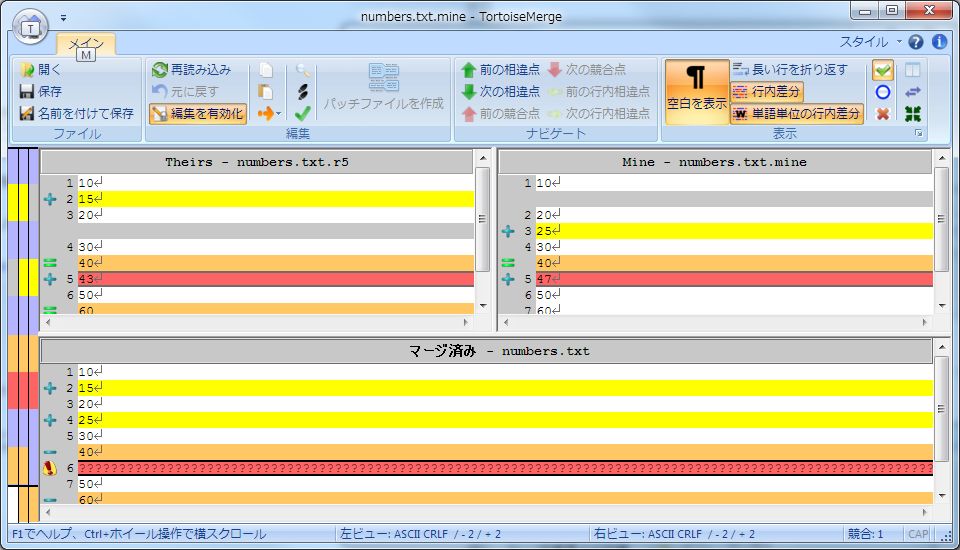 numbers.txt.mine - TortoiseMerge
T
メイン
M
スタイル
開く
保存
名前を付けて保存
ファイル
再読み込み
元に戻す
編集を有効化
パッチファイルを作成
編集
前の相違点
次の相違点
前の競合点
次の競合点
前の行内相違点
次の行内相違点
ナビゲート
¶
空白を表示
長い行を折り返す
行内差分
単語単位の行内差分
表示
Theirs - numbers.txt.r5
1 10↵
2 15↵
3 20↵
4 30↵
40↵
5 43↵
6 50↵
60
Mine - numbers.txt.mine
1 10↵
2 20↵
3 25↵
4 30↵
40↵
5 47↵
6 50↵
7 60↵
マージ済み - numbers.txt
1 10↵
2 15↵
3 20↵
4 25↵
5 30↵
40↵
6 ??????????????????????????????????????????????????????????????????????????????????????????????????????????
7 50↵
60↵
F1でヘルプ、Ctrl+ホイール操作で横スクロール
左ビュー: ASCII CRLF / - 2 / + 2
右ビュー: ASCII CRLF / - 2 / + 2
競合: 1
CAP